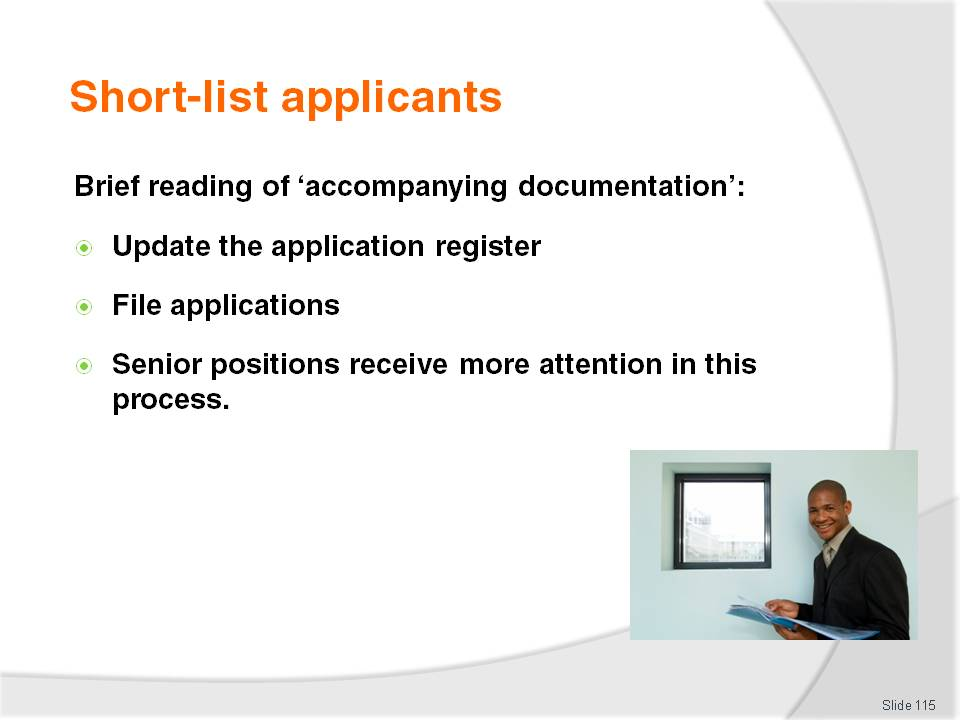 Short-list applicants
Brief reading of ‘accompanying documentation’:
Update the application register
File applications
Senior positions receive more attention in this
process.
Slide 115